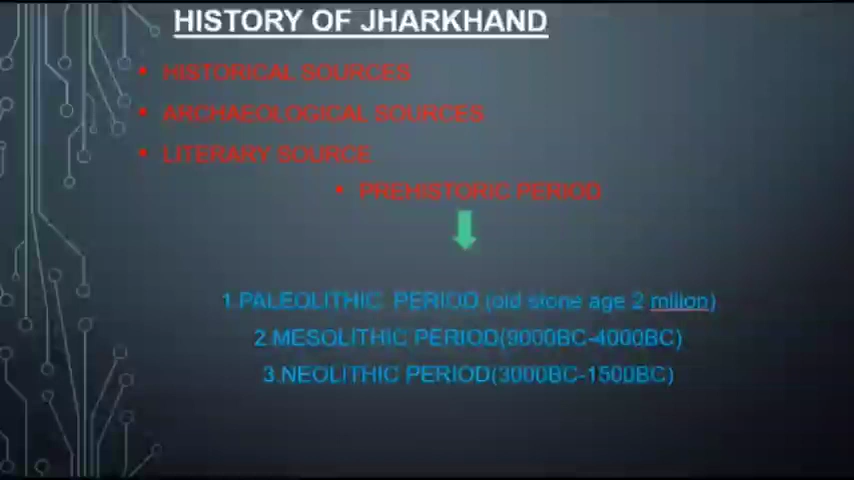 HISTORY OF JHARKHAND
• HISTORICAL SOURCES
• ARCHAEOLOGICAL SOURCES
• LITERARY SOURCE
• PREHISTORIC PERIOD
1.PALEOLITHIC PERIOD (old stone age 2 mlion)
2.MESOLITHIC PERIOD(9000BC-4000BC)
3.NEOLITHIC PERIOD(3000BC-1500BC)